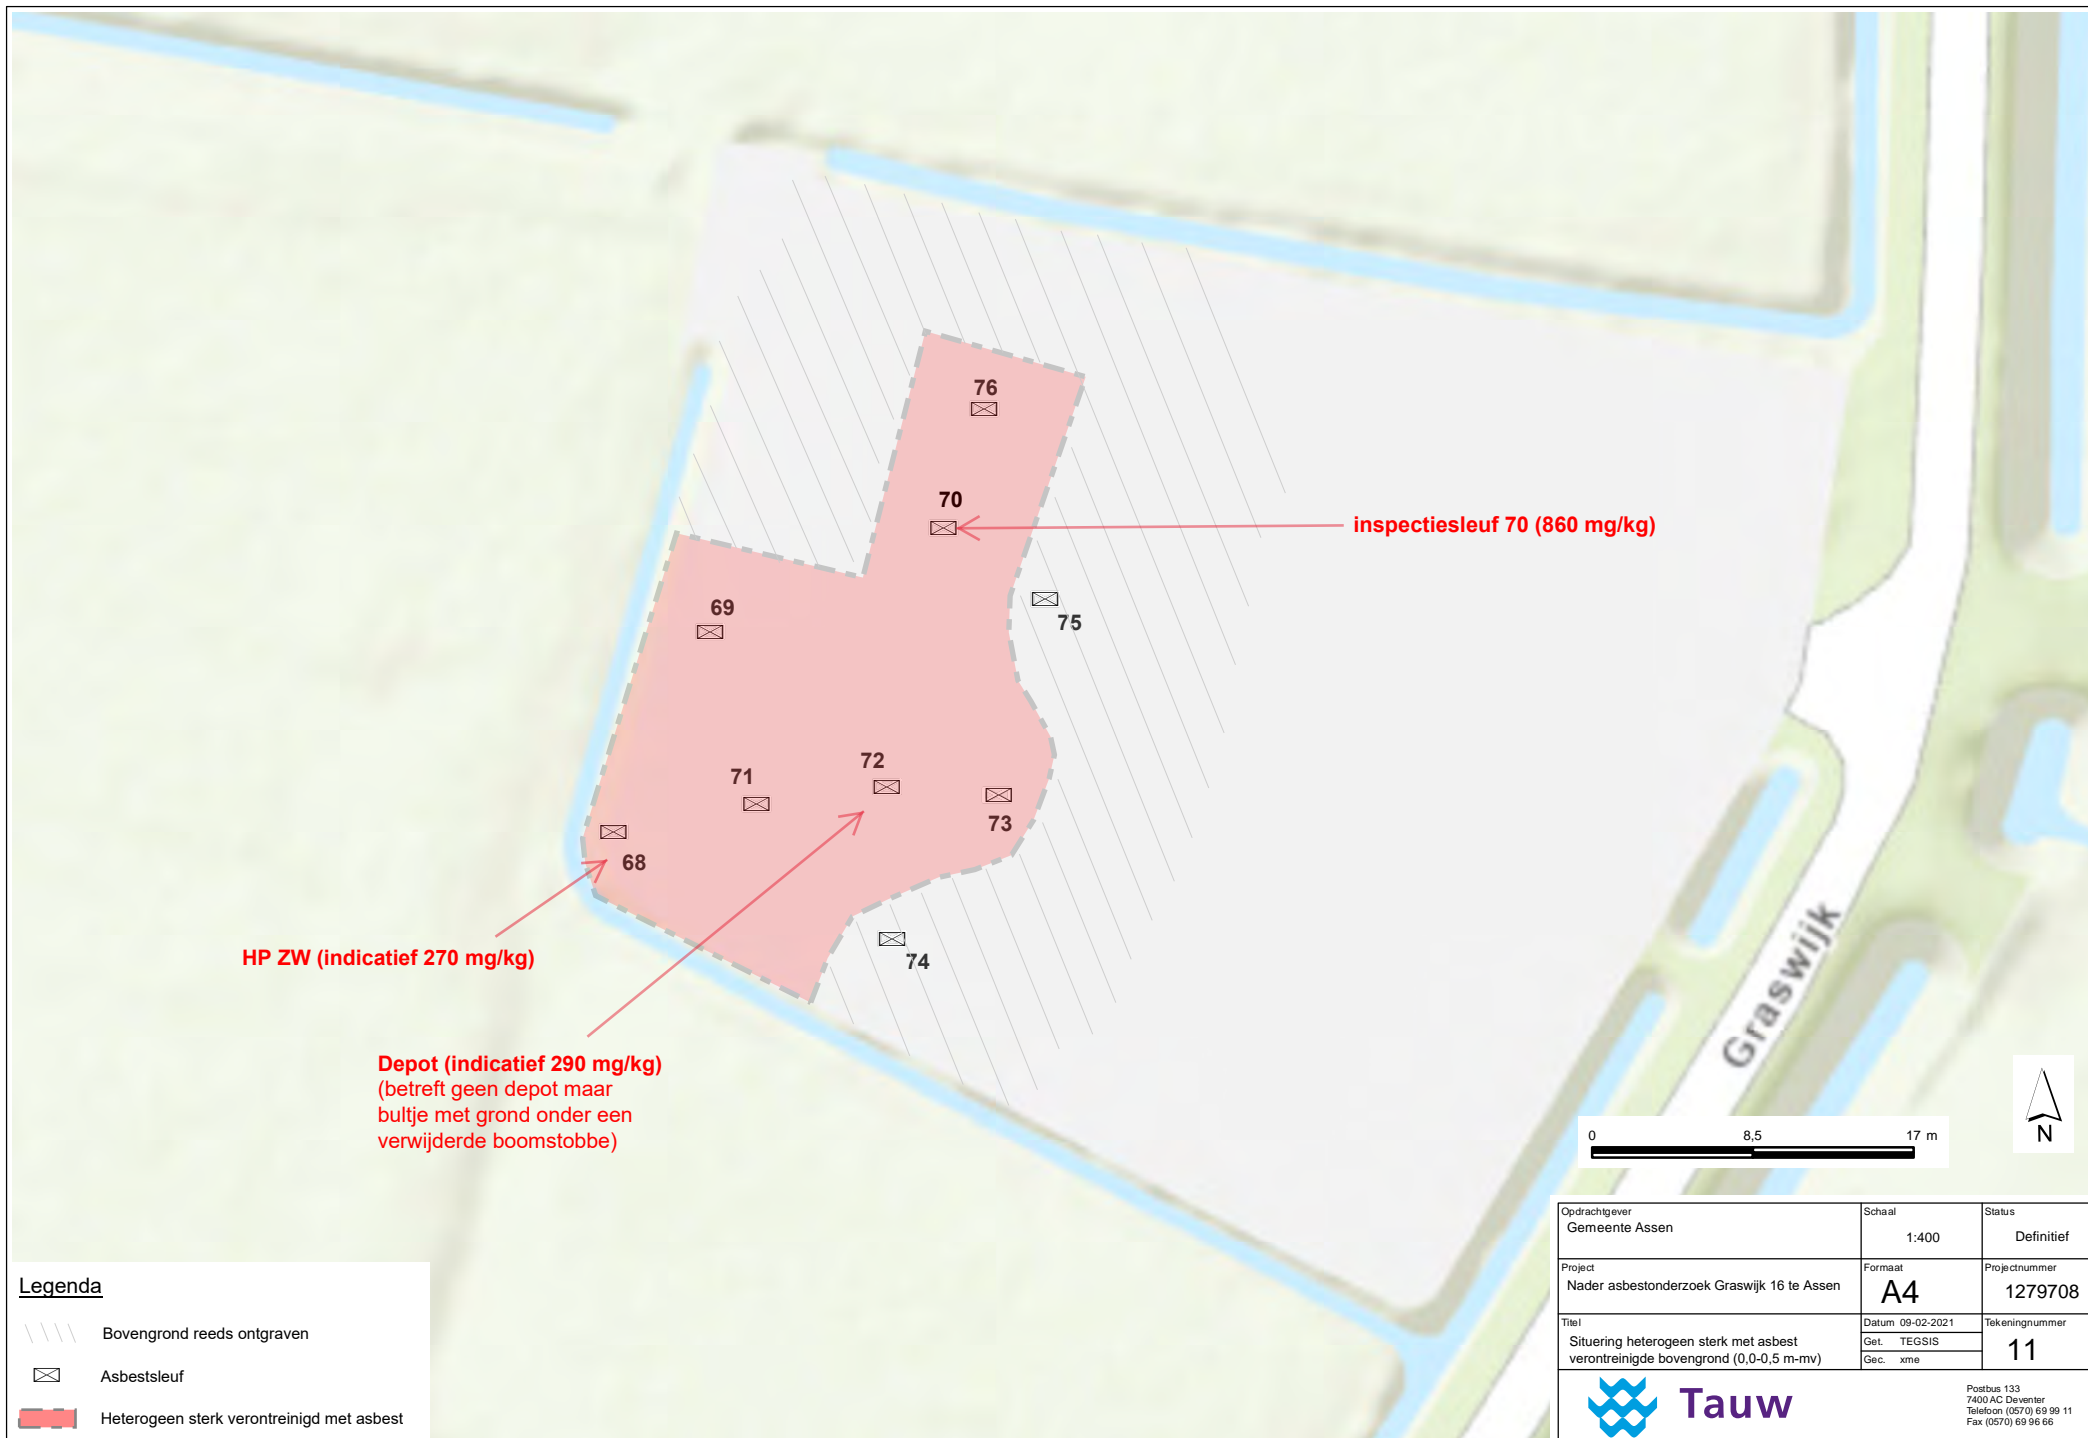 76
70
inspectiesleuf 70 (860 mg/kg)
69
75
72
71
73
68
HP ZW (indicatief 270 mg/kg)
74
Graswijk
Depot (indicatief 290 mg/kg)
(betreft geen depot maar
bultje met grond onder een
verwijderde boomstobbe)
0 8,5 17 m
N
Legenda
Bovengrond reeds ontgraven
Asbestsleuf
Heterogeen sterk verontreinigd met asbest
Opdrachtgever
Gemeente Assen
Schaal
1:400
Status
Definitief
Project
Nader asbestonderzoek Graswijk 16 te Assen
Formaat
A4
Projectnummer
1279708
Titel
Situering heterogeen sterk met asbest
verontreinigde bovengrond (0,0-0,5 m-mv)
Datum 09-02-2021
Get. TEGSIS
Gec. xme
Tekeningnummer
11
Tauw
Postbus 133
7400 AC Deventer
Telefoon (0570) 69 99 11
Fax (0570) 69 96 66